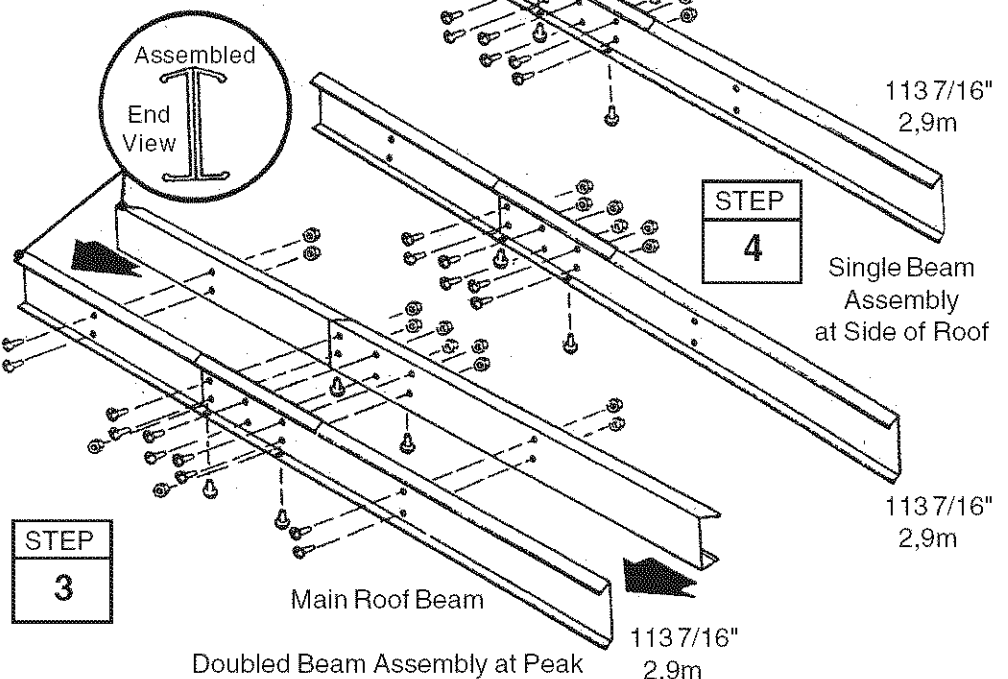 Assembled
End
View
113 7/16"
2,9m
STEP
4
Single Beam
Assembly
at Side of Roof
113 7/16"
2,9m
STEP
3
Main Roof Beam
Doubled Beam Assembly at Peak
113 7/16"
2,9m